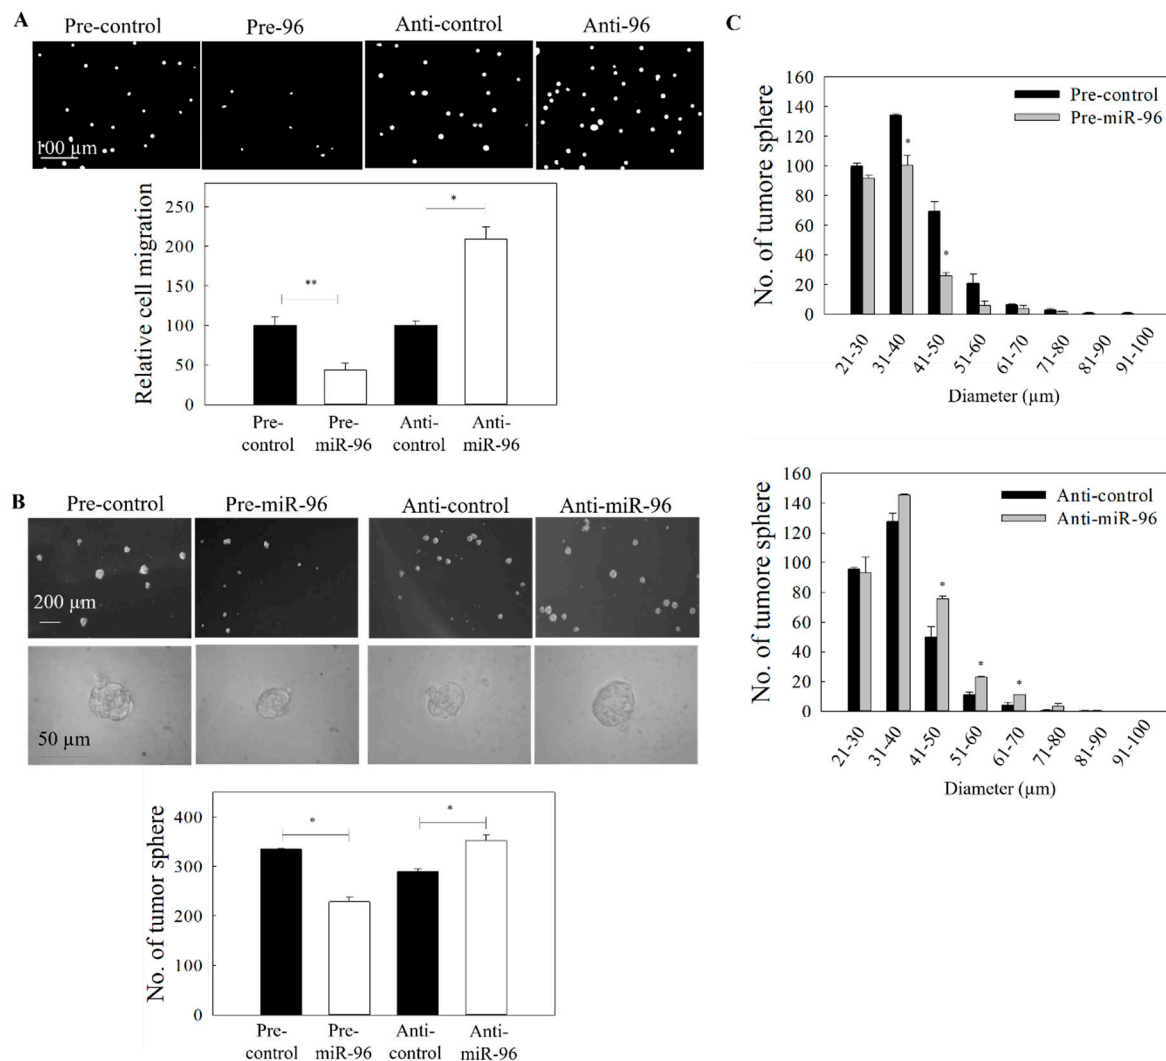 A
Pre-control Pre-96 Anti-control Anti-96
100 µm
Relative cell migration
250
200
150
100
50
0
** *
Pre-control
Pre-miR-96
Anti-control
Anti-miR-96
B
Pre-control Pre-miR-96 Anti-control Anti-miR-96
200 µm
50 µm
No. of tumor sphere
400
300
200
100
0
* *
Pre-control
Pre-miR-96
Anti-control
Anti-miR-96
C
No. of tumore sphere
160
140
120
100
80
60
40
20
0
Pre-control
Pre-miR-96
*
*
21-30 31-40 41-50 51-60 61-70 71-80 81-90 91-100
Diameter (µm)
No. of tumore sphere
160
140
120
100
80
60
40
20
0
Anti-control
Anti-miR-96
*
*
*
21-30 31-40 41-50 51-60 61-70 71-80 81-90 91-100
Diameter (µm)